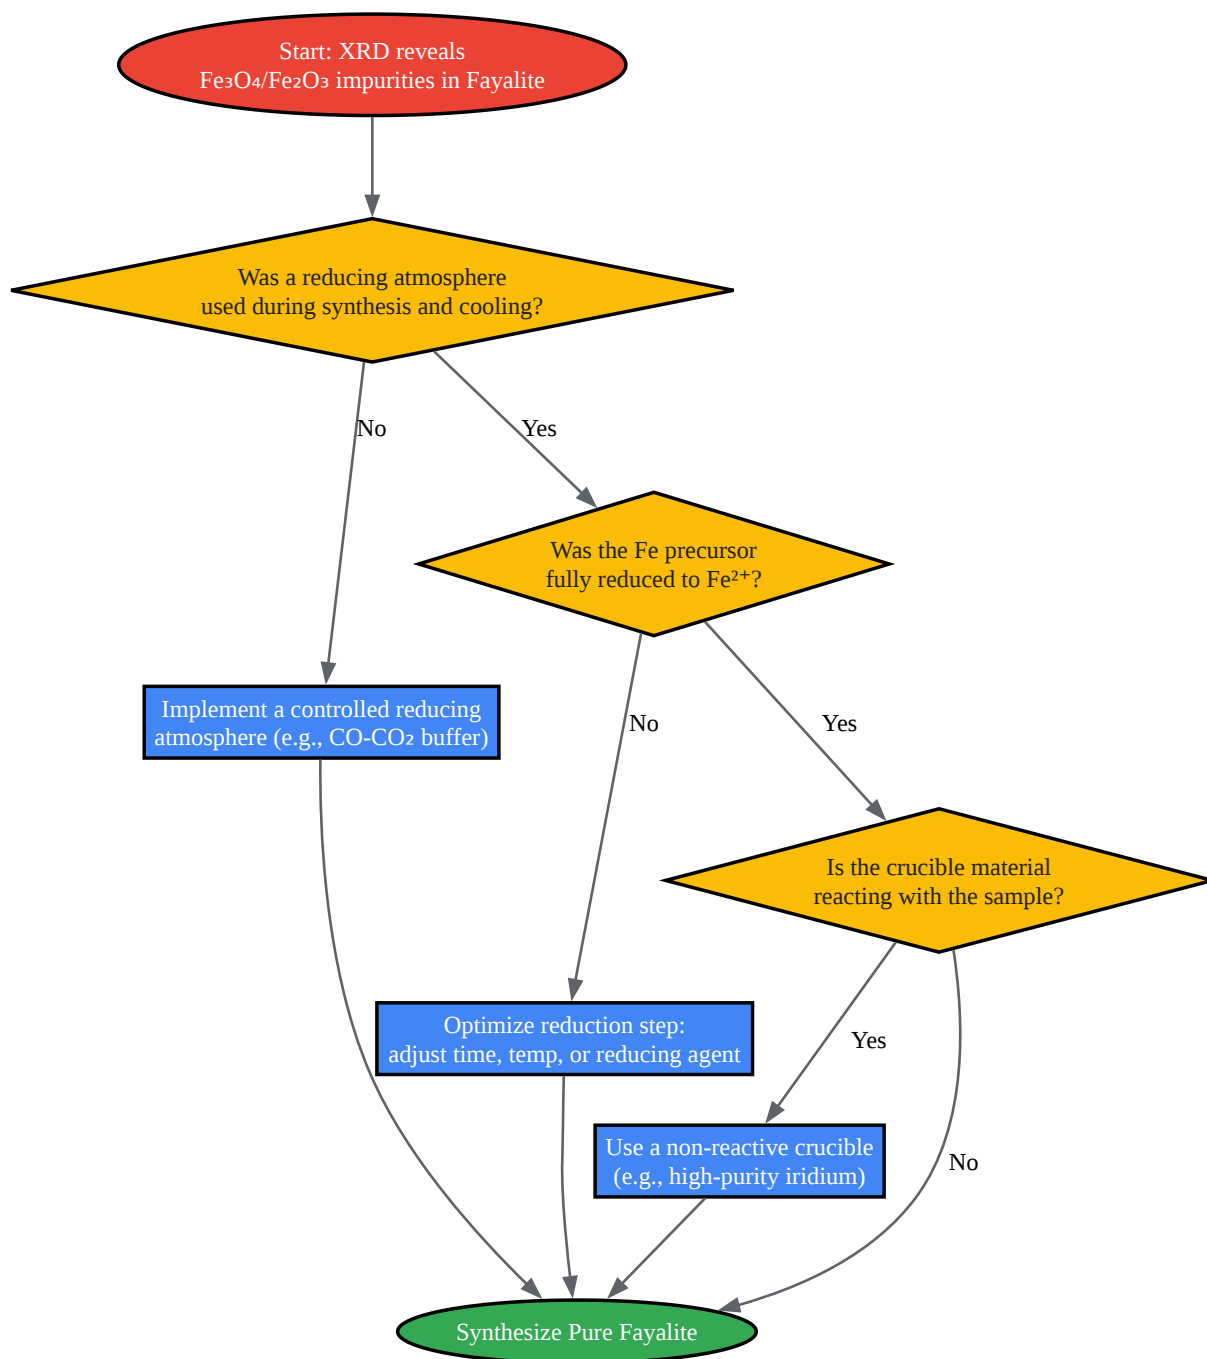 Start: XRD reveals
Fe₃O₄/Fe₂O₃ impurities in Fayalite
Was a reducing atmosphere
used during synthesis and cooling?
No
Yes
Was the Fe precursor
fully reduced to Fe²⁺?
Implement a controlled reducing
atmosphere (e.g., CO-CO₂ buffer)
No
Yes
Is the crucible material
reacting with the sample?
Optimize reduction step:
adjust time, temp, or reducing agent
Yes
Use a non-reactive crucible
(e.g., high-purity iridium)
No
Synthesize Pure Fayalite